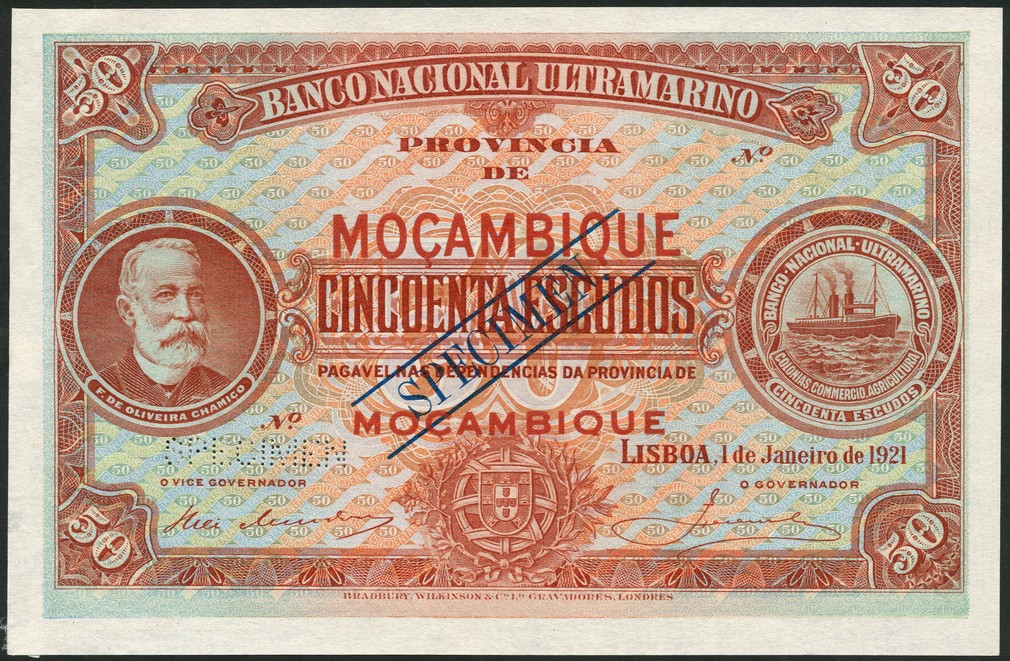 50 50
BANCO NACIONAL ULTRAMARINO
PROVINCIA
Nº
DE
MOÇAMBIQUE
CINCOENTA ESCUDOS
SPECIMEN
PAGAVEL NAS DEPENDENCIAS DA PROVINCIA DE
MOÇAMBIQUE
F. DE OLIVEIRA CHAMIÇO
BANCO·NACIONAL·ULTRAMARINO
COLONIAS, COMMERCIO, AGRICULTURA
CINCOENTA ESCUDOS
Nº
SPECIMEN
LISBOA, 1 de Janeiro de 1921
O VICE GOVERNADOR
O GOVERNADOR
50 50
BRADBURY, WILKINSON & Cº Lº GRAVADORES, LONDRES